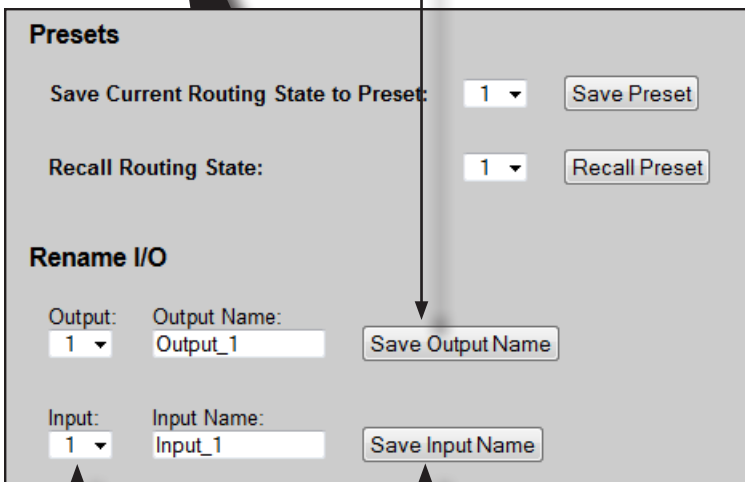 Presets
Save Current Routing State to Preset: 1 Save Preset
Recall Routing State: 1 Recall Preset
Rename I/O
Output: Output Name:
1 Output_1 Save Output Name
Input: Input Name:
1 Input_1 Save Input Name